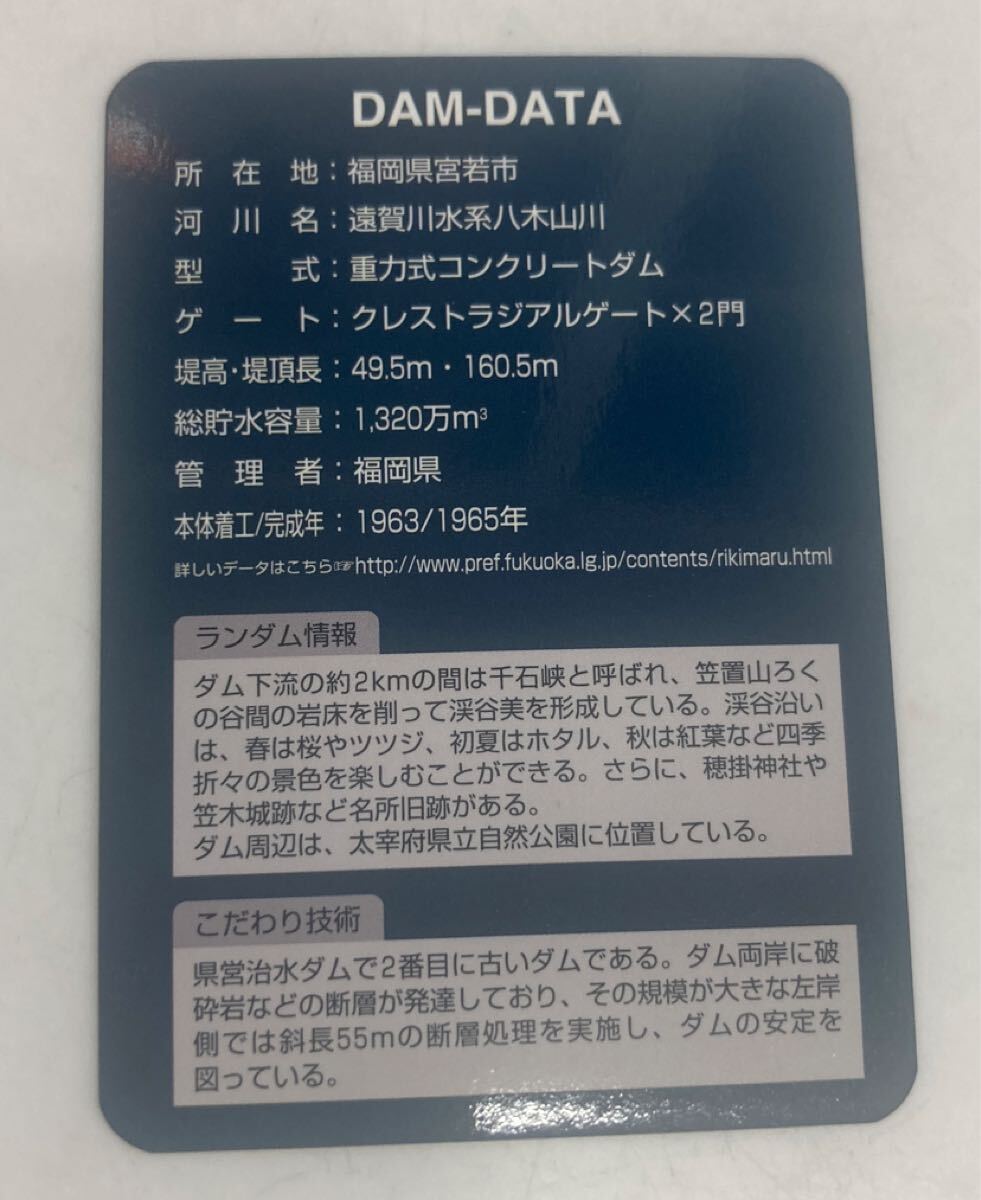 DAM-DATA
所在地：福岡県宮若市
河川名：遠賀川水系八木山川
型式：重力式コンクリートダム
ゲート：クレストラジアルゲート×2門
堤高・堤頂長：49.5m・160.5m
総貯水容量：1,320万m³
管理者：福岡県
本体着工/完成年：1963/1965年
詳しいデータはこちら☞http://www.pref.fukuoka.lg.jp/contents/rikimaru.html
ランダム情報
ダム下流の約2kmの間は千石峡と呼ばれ、笠置山ろく
の谷間の岩床を削って渓谷美を形成している。渓谷沿い
は、春は桜やツツジ、初夏はホタル、秋は紅葉など四季
折々の景色を楽しむことができる。さらに、穂掛神社や
笠木城跡など名所旧跡がある。
ダム周辺は、太宰府県立自然公園に位置している。
こだわり技術
県営治水ダムで2番目に古いダムである。ダム両岸に破
砕岩などの断層が発達しており、その規模が大きな左岸
側では斜長55mの断層処理を実施し、ダムの安定を
図っている。